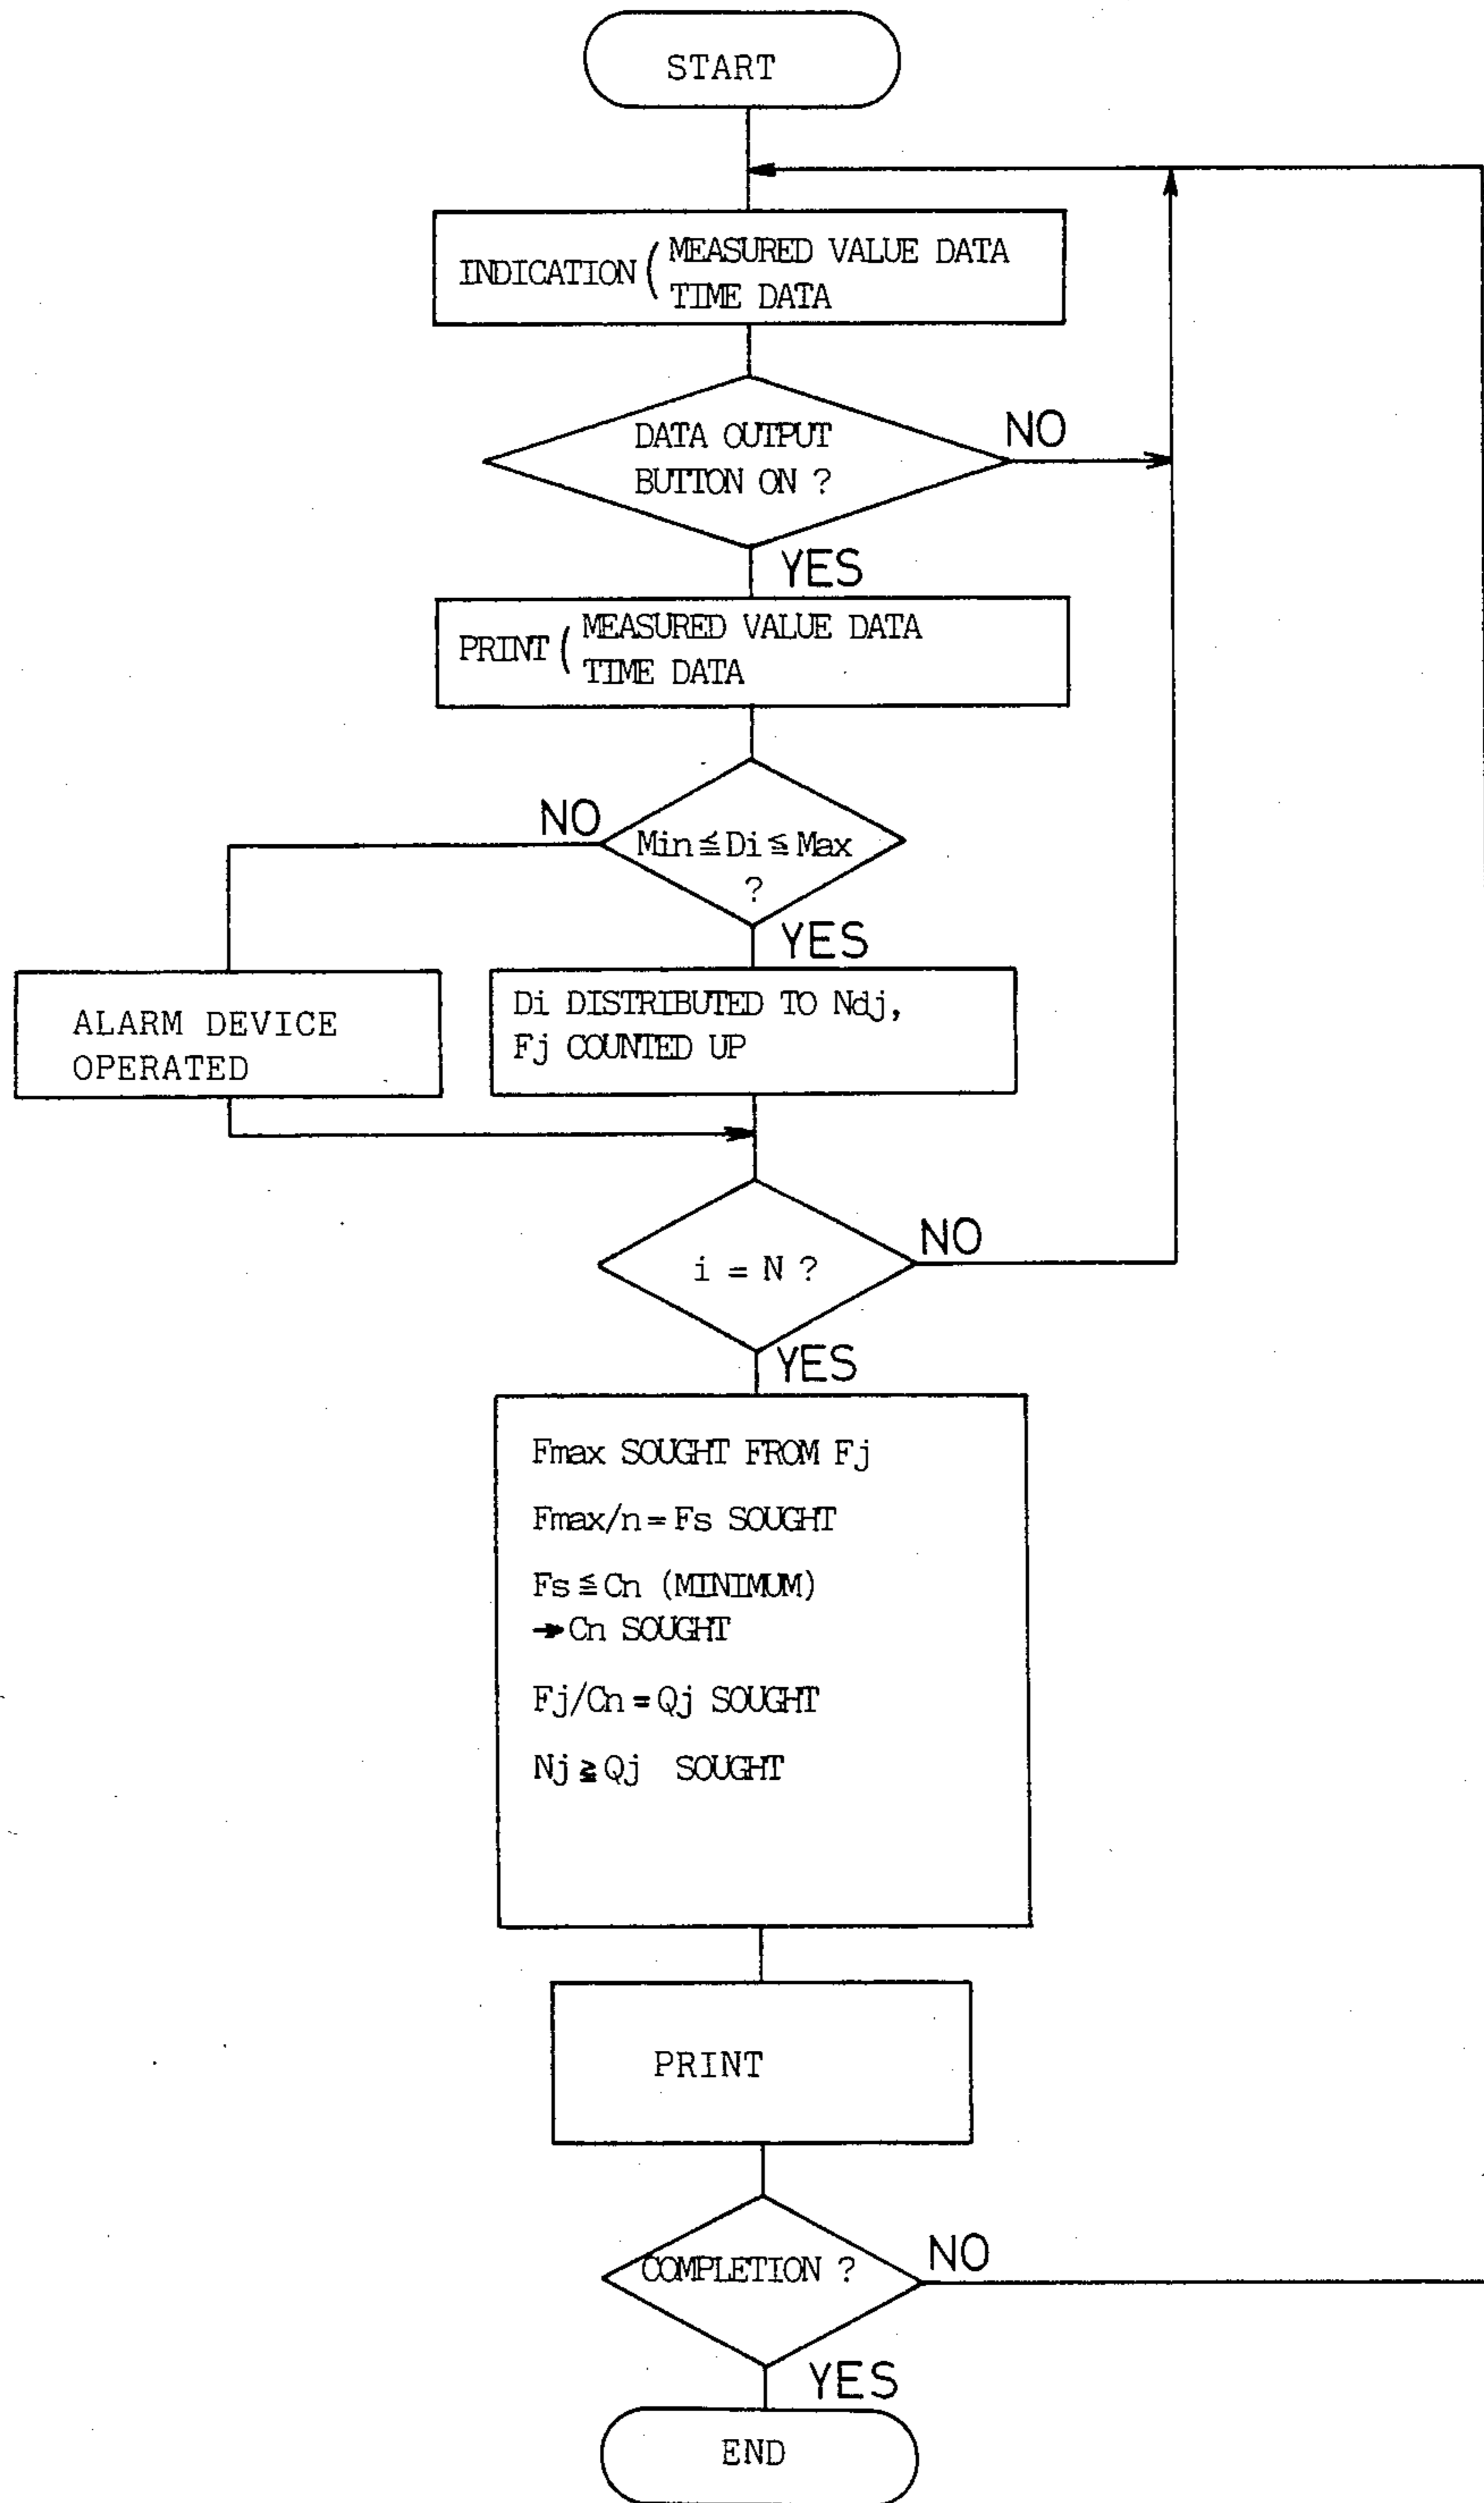 START
INDICATION ( MEASURED VALUE DATA
TIME DATA
DATA OUTPUT
BUTTON ON ?
NO
YES
PRINT ( MEASURED VALUE DATA
TIME DATA
NO
Min ≦ Di ≦ Max
?
YES
ALARM DEVICE
OPERATED
Di DISTRIBUTED TO Ndj,
Fj COUNTED UP
i = N ?
NO
YES
Fmax SOUGHT FROM Fj
Fmax/n = Fs SOUGHT
Fs ≦ Cn (MINIMUM)
→ Cn SOUGHT
Fj/Cn = Qj SOUGHT
Nj ≧ Qj SOUGHT
PRINT
COMPLETION ?
NO
YES
END